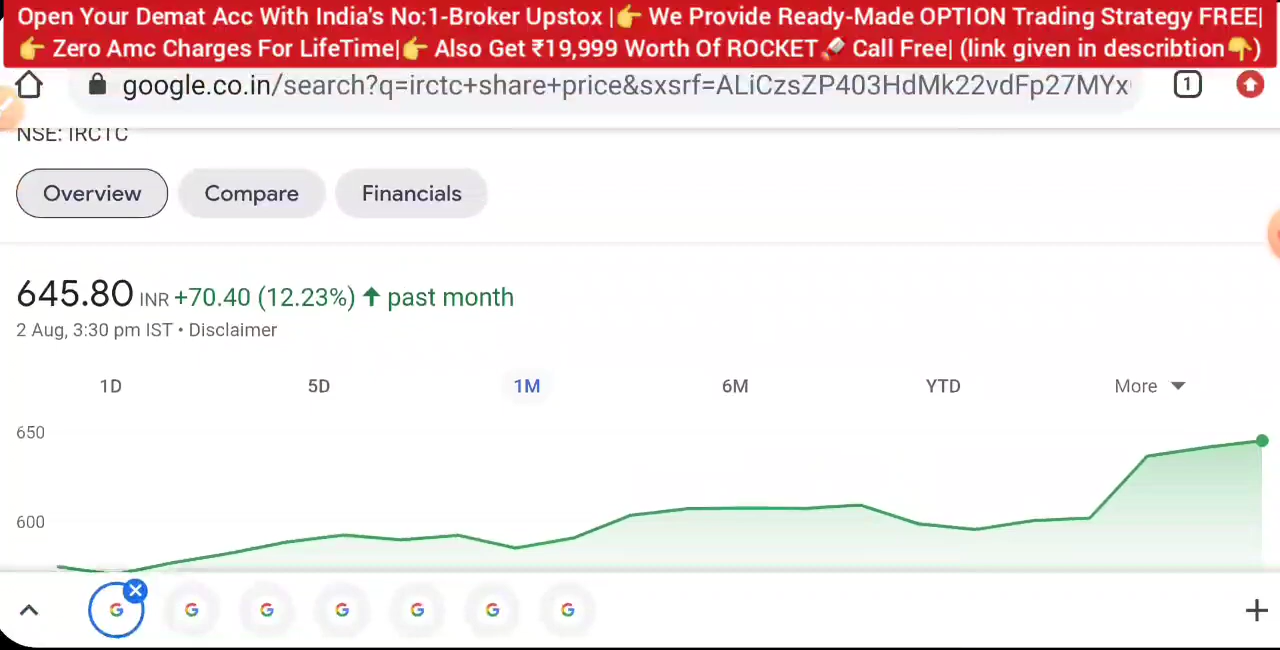 Open Your Demat Acc With India's No:1-Broker Upstox |👉 We Provide Ready-Made OPTION Trading Strategy FREE|
👉 Zero Amc Charges For LifeTime|👉 Also Get ₹19,999 Worth Of ROCKET🚀 Call Free| (link given in describtion👇)
google.co.in/search?q=irctc+share+price&sxsrf=ALiCzsZP403HdMk22vdFp27MYx
1
NSE: IRCTC
Overview Compare Financials
645.80 INR +70.40 (12.23%) ↑ past month
2 Aug, 3:30 pm IST • Disclaimer
1D 5D 1M 6M YTD More
650
600
G G G G G G G